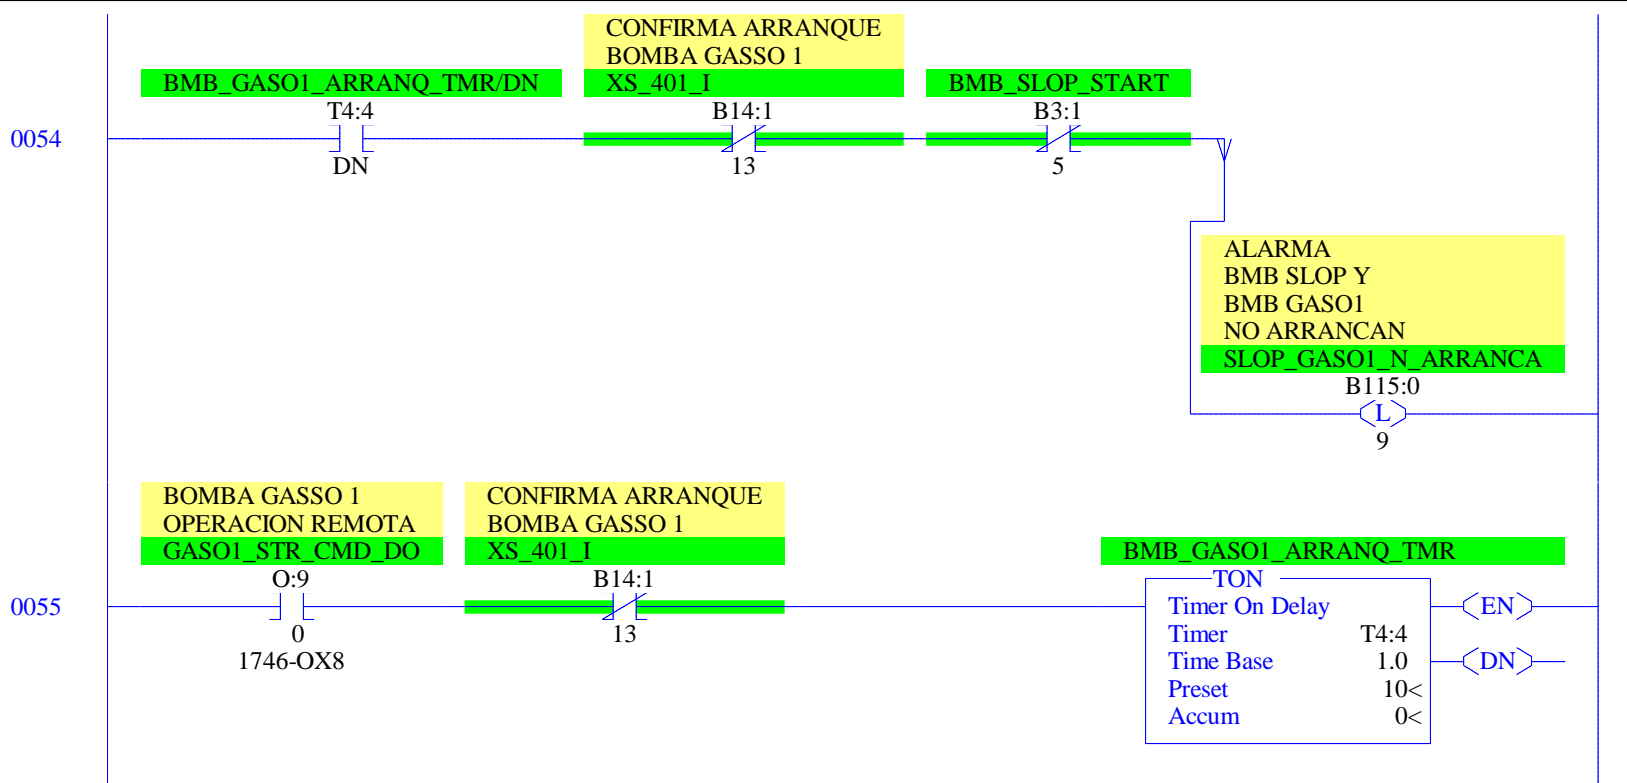 CONFIRMA ARRANQUE
BOMBA GASSO 1
BMB_GASO1_ARRANQ_TMR/DN XS_401_I BMB_SLOP_START
T4:4 B14:1 B3:1
0054
DN 13 5
ALARMA
BMB SLOP Y
BMB GASO1
NO ARRANCAN
SLOP_GASO1_N_ARRANCA
B115:0
L
9
BOMBA GASSO 1 CONFIRMA ARRANQUE
OPERACION REMOTA BOMBA GASSO 1
GASO1_STR_CMD_DO XS_401_I BMB_GASO1_ARRANQ_TMR
O:9 B14:1 TON
0055 Timer On Delay EN
0 13 Timer T4:4
1746-OX8 Time Base 1.0 DN
Preset 10<
Accum 0<